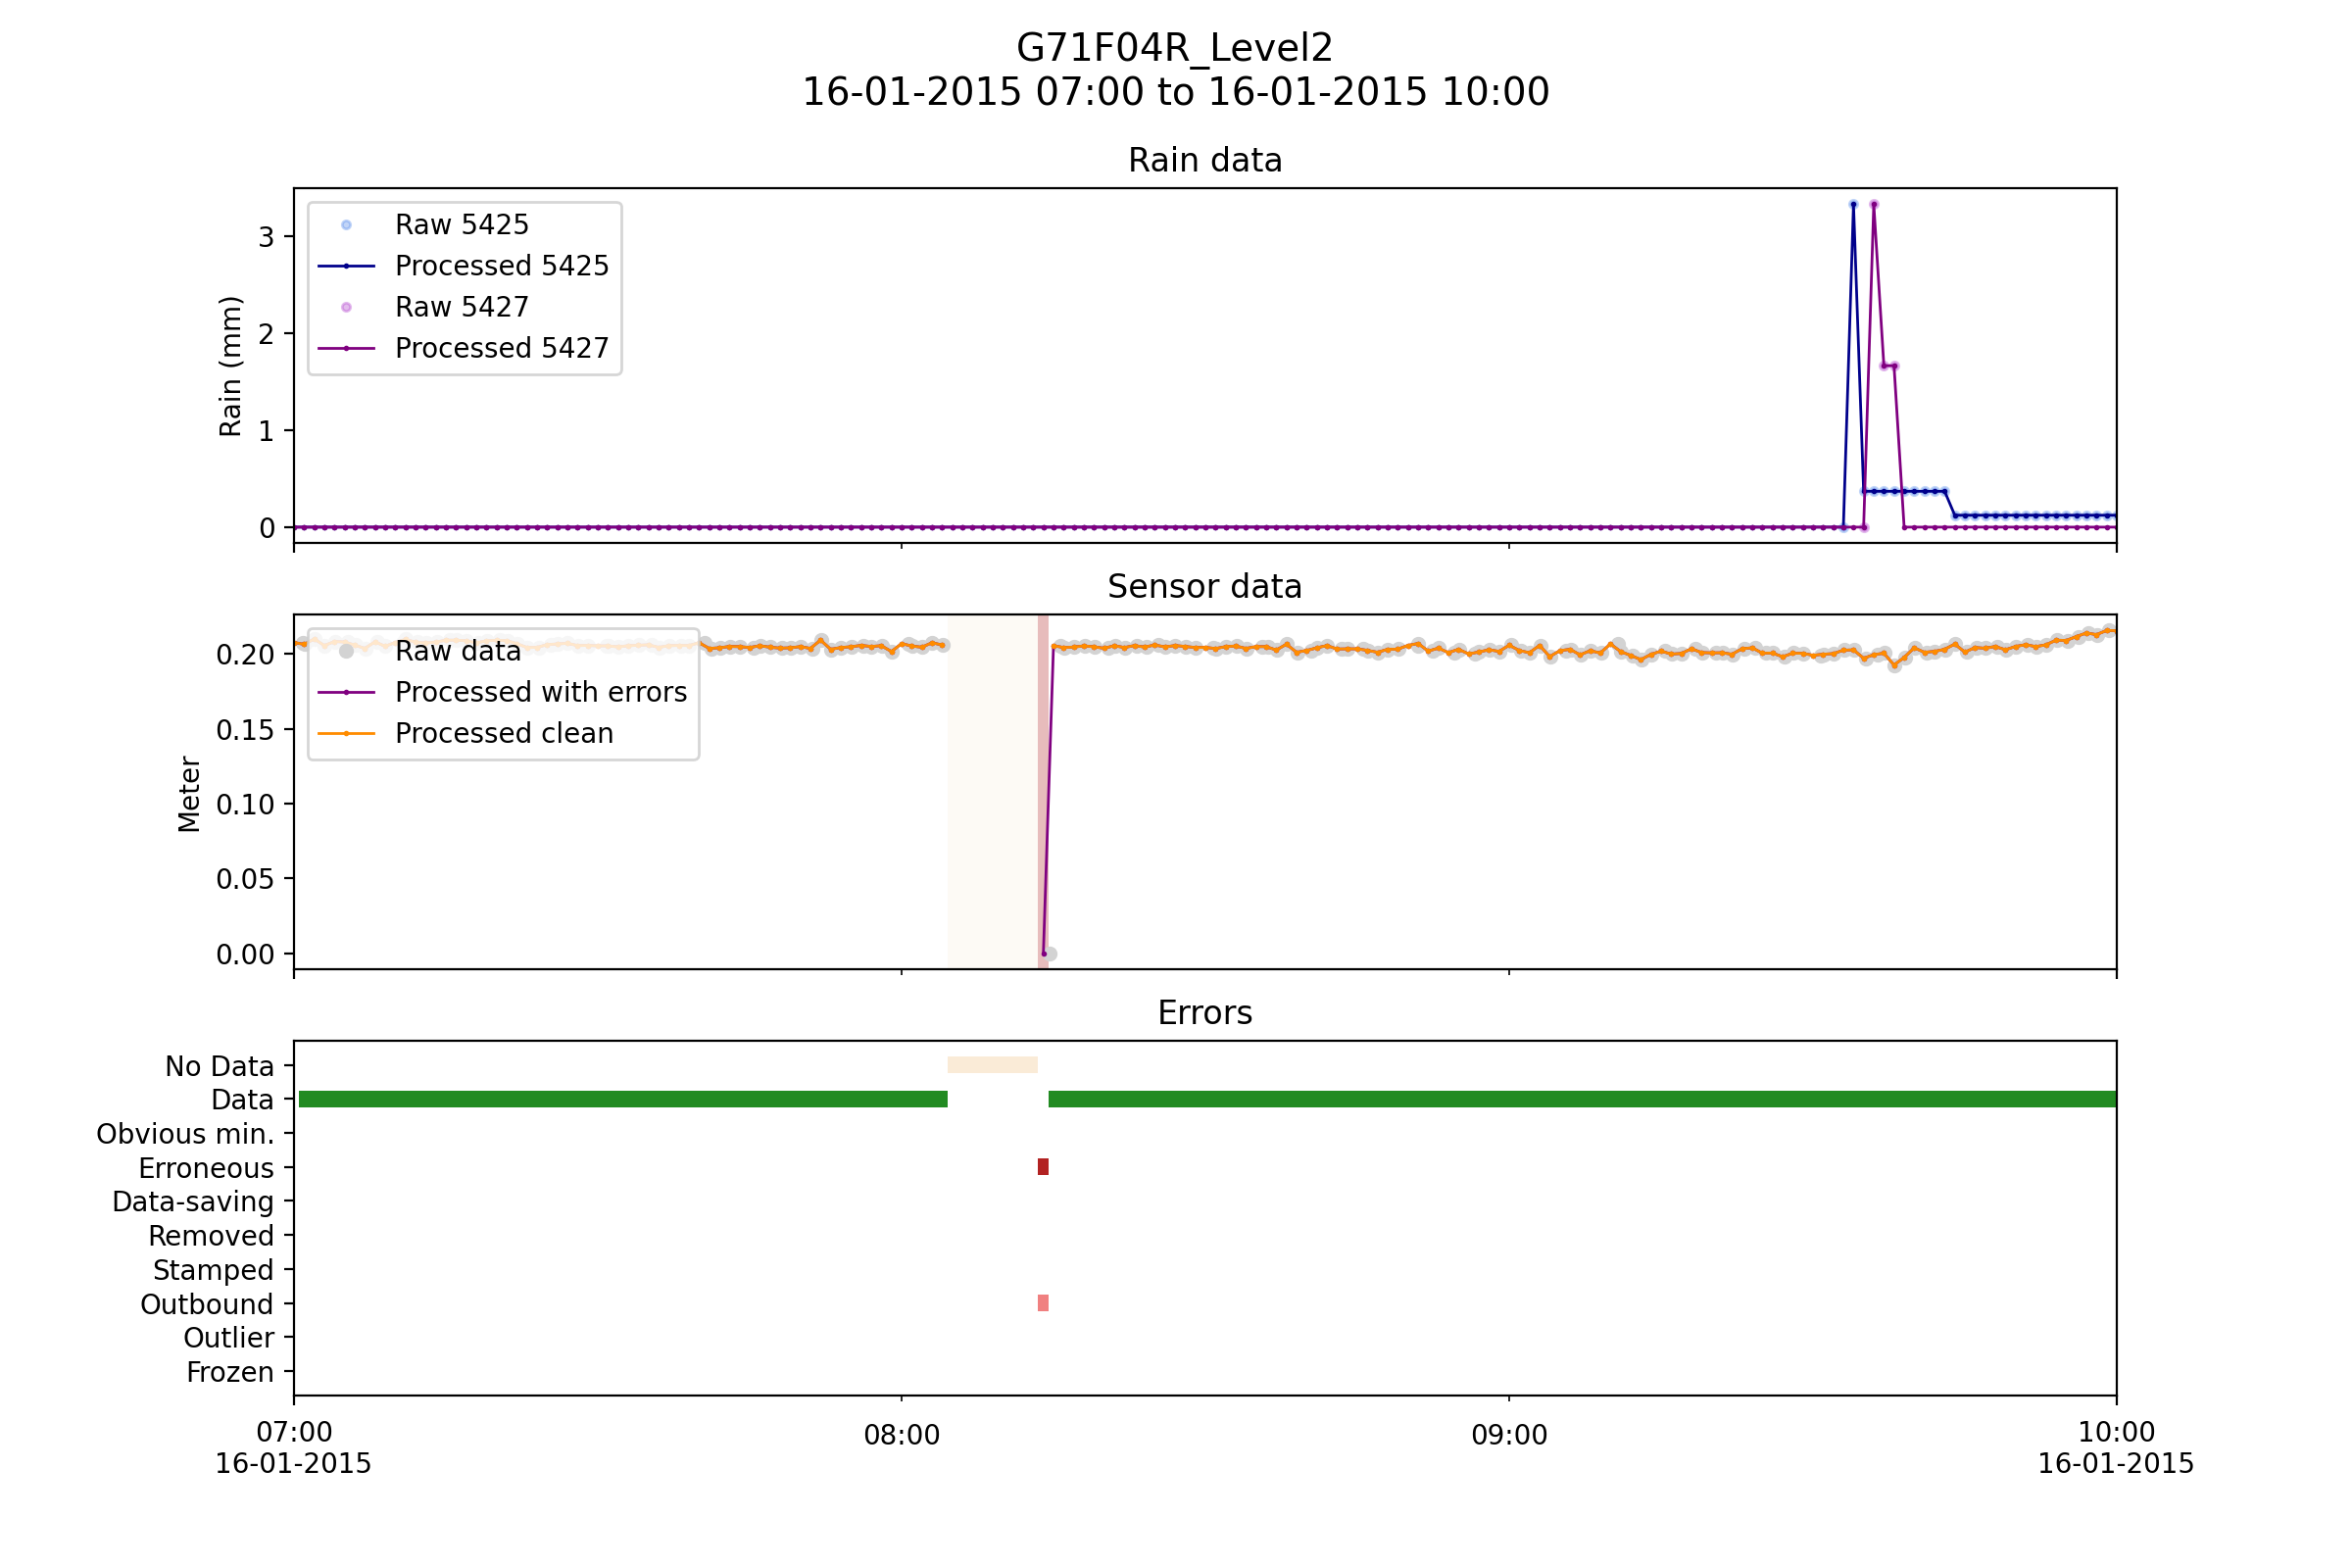 G71F04R_Level2
16-01-2015 07:00 to 16-01-2015 10:00
Rain data
Raw 5425
Processed 5425
Raw 5427
Processed 5427
Rain (mm)
3
2
1
0
Sensor data
Raw data
Processed with errors
Processed clean
Meter
0.20
0.15
0.10
0.05
0.00
Errors
No Data
Data
Obvious min.
Erroneous
Data-saving
Removed
Stamped
Outbound
Outlier
Frozen
07:00
16-01-2015
08:00
09:00
10:00
16-01-2015